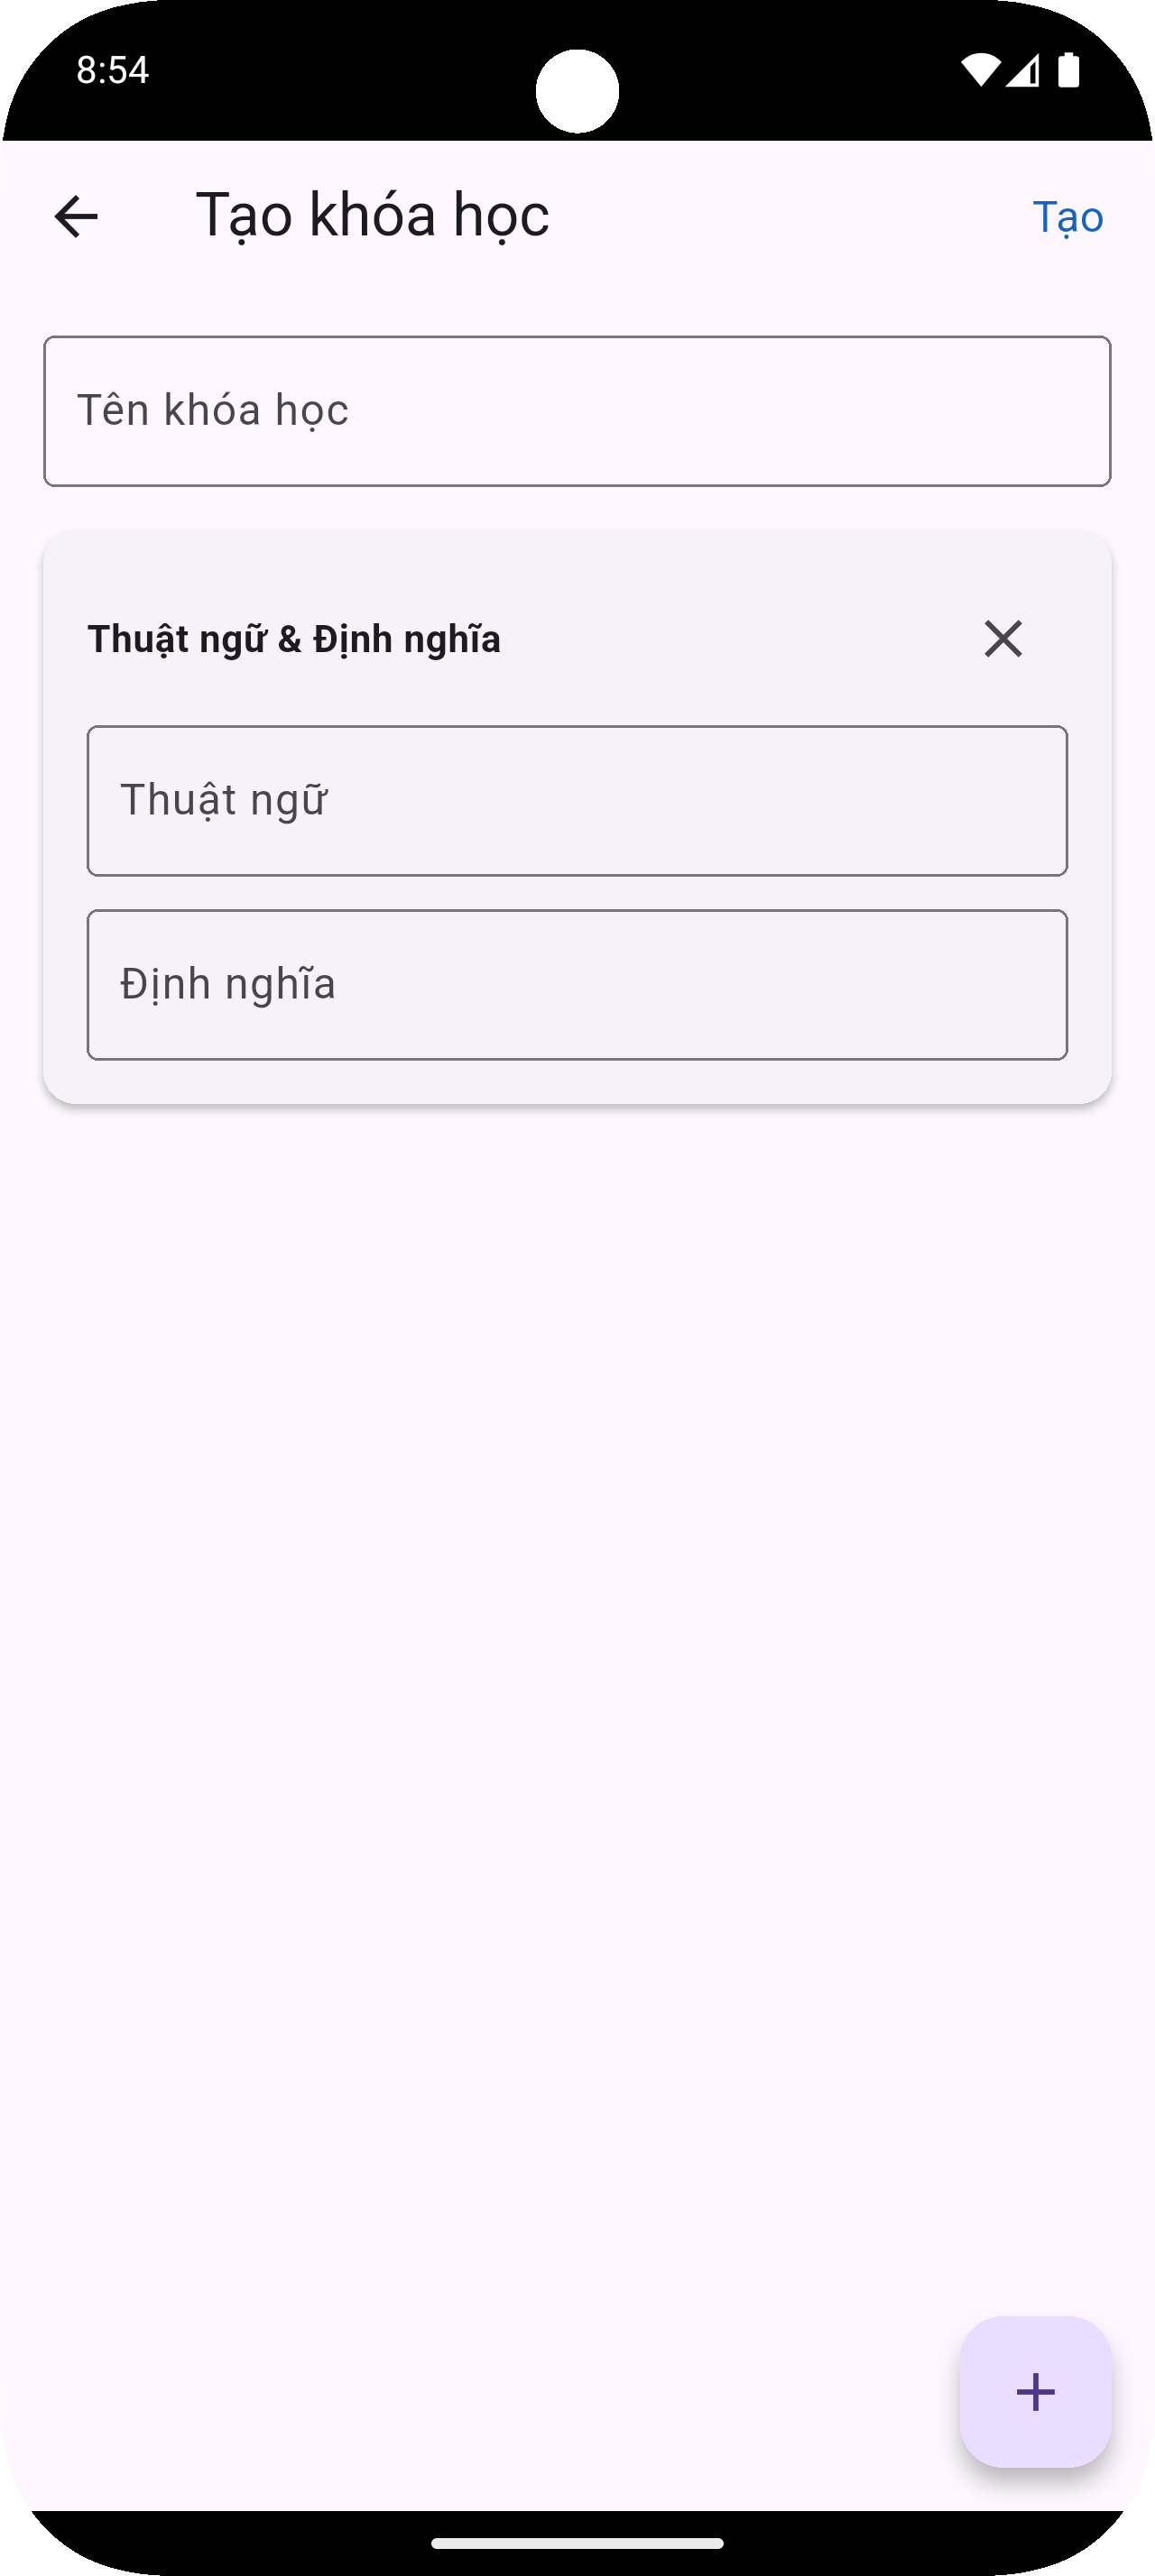 8:54
Tạo khóa học
Tạo
Tên khóa học
Thuật ngữ & Định nghĩa
Thuật ngữ
Định nghĩa